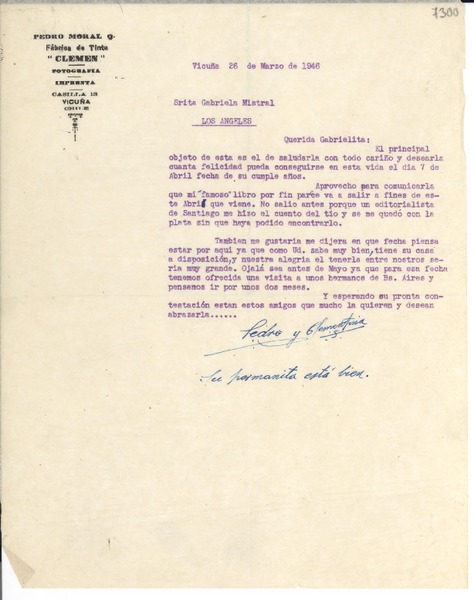 7300
PEDRO MORAL Q.
Fábrica de Tinta
"CLEMEN"
FOTOGRAFIA
IMPRENTA
CASILLA 13
VICUÑA
CHILE
Vicuña 26 de Marzo de 1946
Srita Gabriela Mistral
LOS ANGELES
Querida Gabrielita:
El principal
objeto de esta es el de saludarla con todo cariño y desearla
cuanta felicidad pueda conseguirse en esta vida el dia 7 de
Abril fecha de su cumple años.
Aprovecho para comunicarla
que mi "famoso" libro por fin parece va a salir a fines de es-
te Abril que viene. No salio antes porque un editorialista
de Santiago me hizo el cuento del tio y se me quedó con la
plata sin que haya podido encontrarlo.
Tambien me gustaria me dijera en que fecha piensa
estar por aqui ya que como Ud. sabe muy bien, tiene su casa
a disposición, y nuestra alegria el tenerla entre nostros se-
ria muy grande. Ojalá sea antes de Mayo ya que para esa fecha
tenemos ofrecida una visita a unos hermanos de Bs. Aires y
pensamos ir por unos dos meses.
Y esperando su pronta con-
testación estan estos amigos que mucho la quieren y desean
abrazarla......
Pedro y Clementina
Su hermanita está bien.